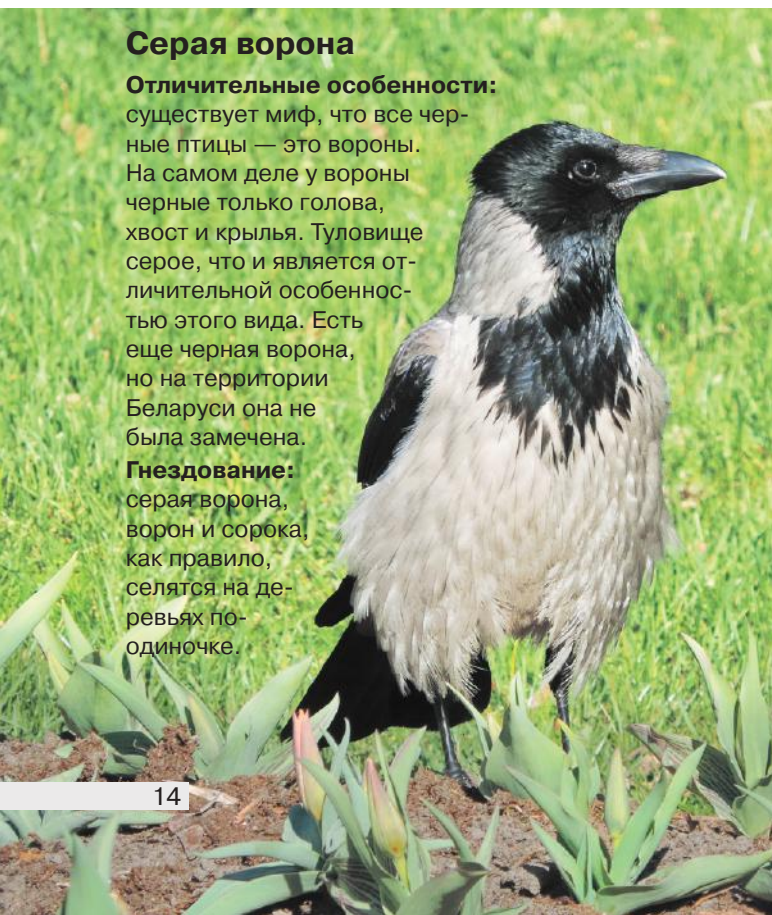 Серая ворона
Отличительные особенности:
существует миф, что все чер-
ные птицы — это вороны.
На самом деле у вороны
черные только голова,
хвост и крылья. Туловище
серое, что и является от-
личительной особеннос-
тью этого вида. Есть
еще черная ворона,
но на территории
Беларуси она не
была замечена.
Гнездование:
серая ворона,
ворон и сорока,
как правило,
селятся на де-
ревьях по-
одиночке.
14